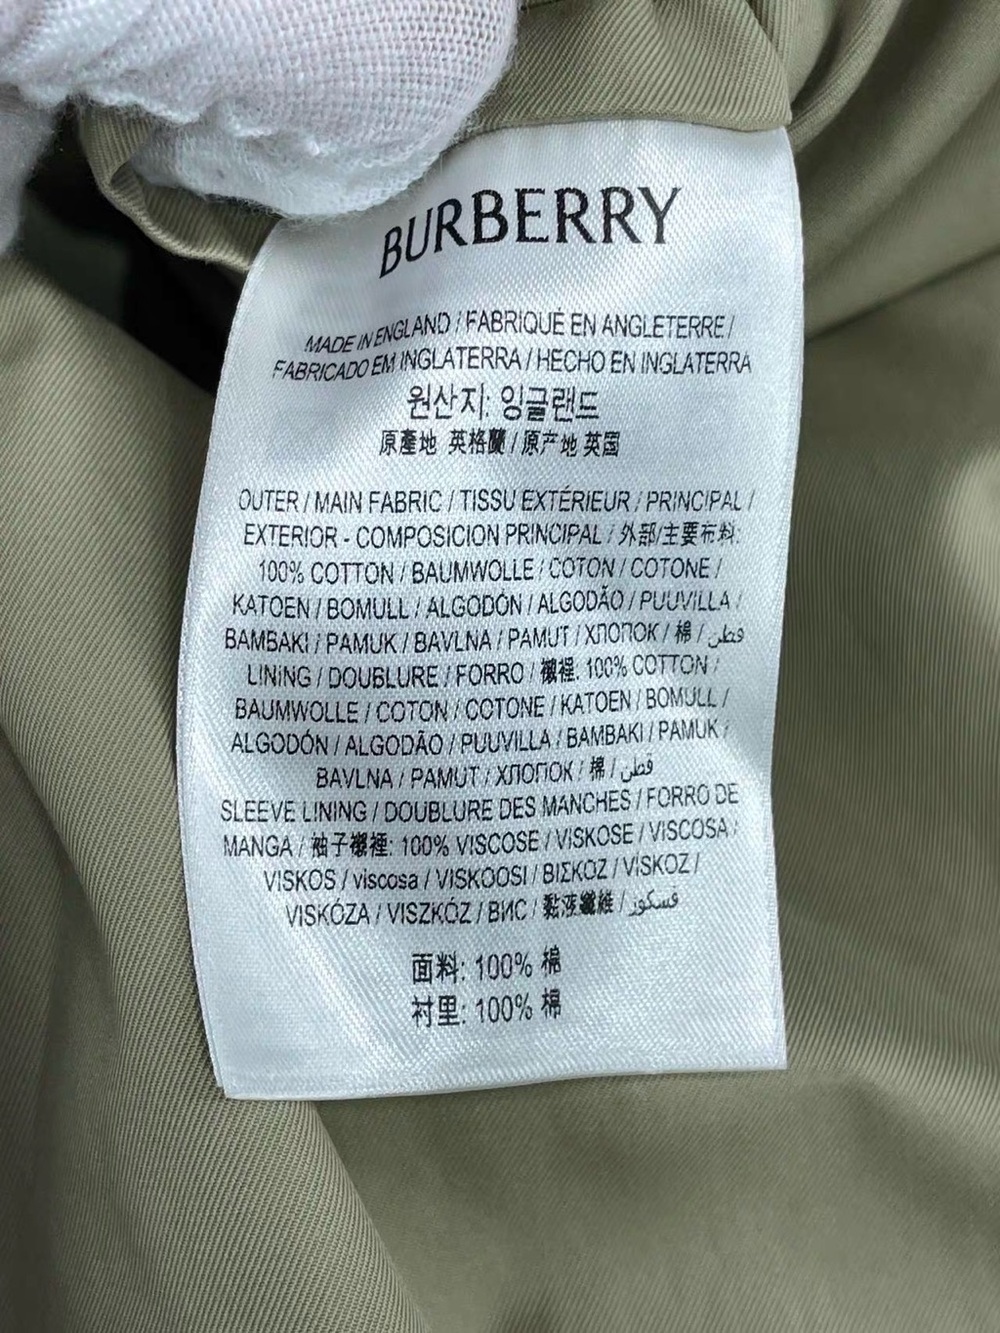 BURBERRY
MADE IN ENGLAND / FABRIQUÉ EN ANGLETERRE /
FABRICADO EM INGLATERRA / HECHO EN INGLATERRA
원산지: 잉글랜드
原產地 英格蘭 / 原产地 英国
OUTER / MAIN FABRIC / TISSU EXTÉRIEUR / PRINCIPAL /
EXTERIOR - COMPOSICION PRINCIPAL / 外部/主要布料:
100% COTTON / BAUMWOLLE / COTON / COTONE /
KATOEN / BOMULL / ALGODÓN / ALGODÃO / PUUVILLA /
BAMBAKI / PAMUK / BAVLNA / PAMUT / ХЛОПОК / 棉 / قطن
LINING / DOUBLURE / FORRO / 襯裡: 100% COTTON /
BAUMWOLLE / COTON / COTONE / KATOEN / BOMULL /
ALGODÓN / ALGODÃO / PUUVILLA / BAMBAKI / PAMUK /
BAVLNA / PAMUT / ХЛОПОК / 棉 / قطن
SLEEVE LINING / DOUBLURE DES MANCHES / FORRO DE
MANGA / 袖子襯裡: 100% VISCOSE / VISKOSE / VISCOSA /
VISKOS / viscosa / VISKOOSI / ΒΙΣΚΟΖ / VİSKOZ /
VISKÓZA / VISZKÓZ / ВИС / 黏液纖維 / فسكوز
面料: 100% 棉
衬里: 100% 棉